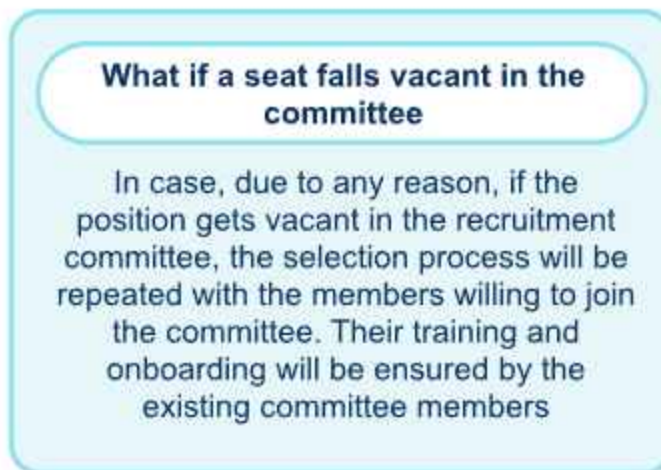 What if a seat falls vacant in the
committee
In case, due to any reason, if the
position gets vacant in the recruitment
committee, the selection process will be
repeated with the members willing to join
the committee. Their training and
onboarding will be ensured by the
existing committee members